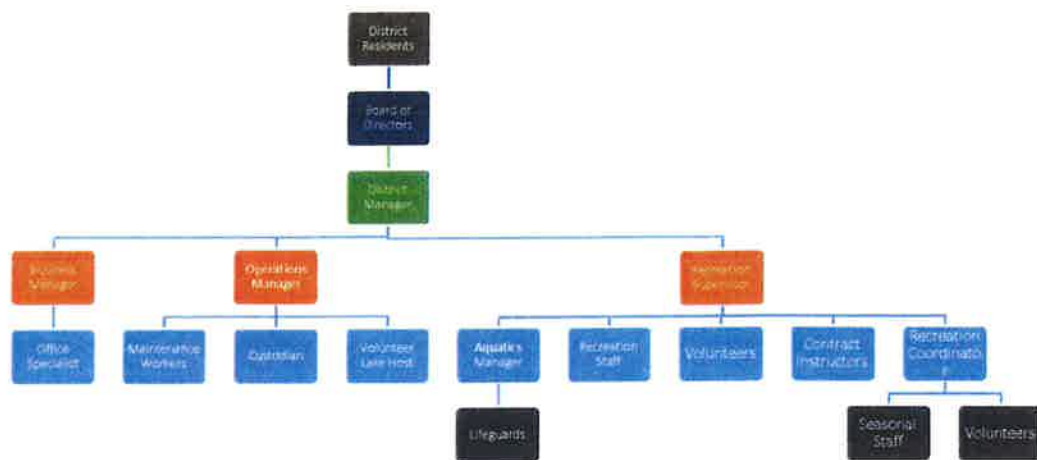 District
Residents
Board of
Directors
District
Manager
Business
Manager
Operations
Manager
Recreation
Supervisor
Office
Specialist
Maintenance
Workers
Custodian
Volunteer
Lake Host
Aquatics
Manager
Recreation
Staff
Volunteers
Contract
Instructors
Recreation
Coordinato
r
Lifeguards
Seasonal
Staff
Volunteers